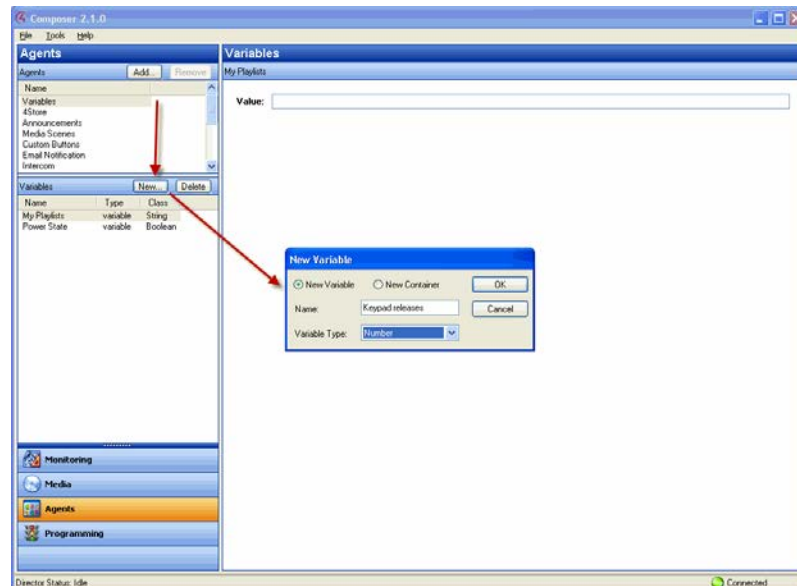 Composer 2.1.0
File Tools Help
Agents
Agents Add... Remove
Name
Variables
4Store
Announcements
Media Scenes
Custom Buttons
Email Notification
Intercom
Variables New... Delete
Name Type Class
My Playlists variable String
Power State variable Boolean
Monitoring
Media
Agents
Programming
Director Status: Idle
Variables
My Playlists
Value:
New Variable
New Variable New Container OK
Name: Keypad releases Cancel
Variable Type: Number
Connected